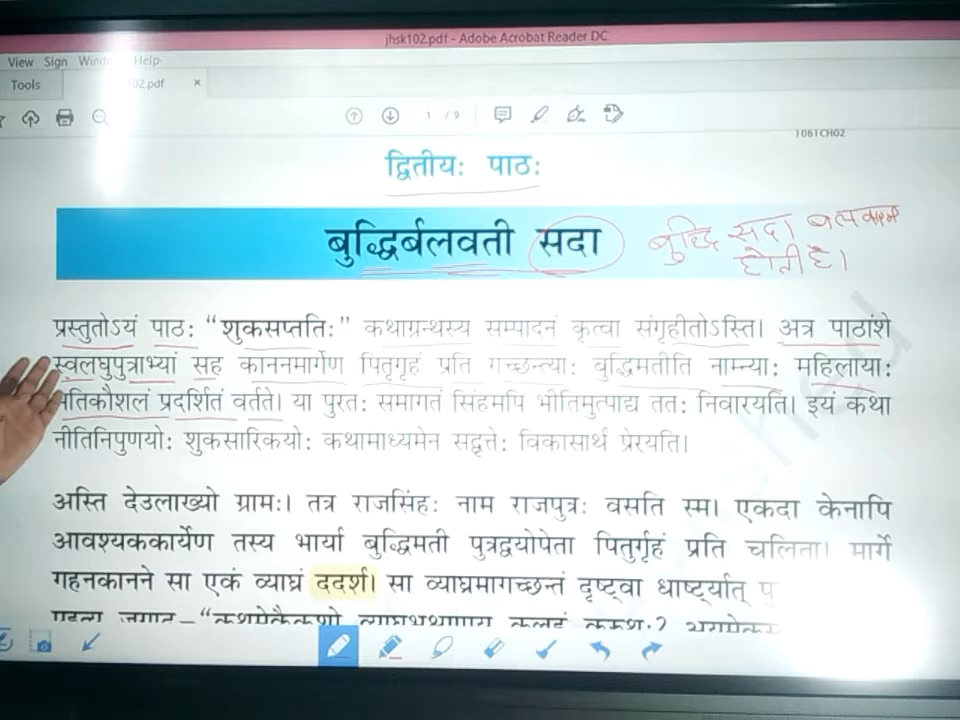 jhsk102.pdf - Adobe Acrobat Reader DC
View Sign Wind Help
Tools 102.pdf ×
1 / 9
1061CH02
द्वितीयः पाठः
बुद्धिर्बलवती सदा
बुद्धि सदा
होती है।
प्रस्तुतोऽयं पाठः “शुकसप्ततिः” कथाग्रन्थस्य सम्पादनं कृत्वा संगृहीतोऽस्ति। अत्र पाठांशे
स्वलघुपुत्राभ्यां सह काननमार्गेण पितृगृहं प्रति गच्छन्त्याः बुद्धिमतीति नाम्न्याः महिलायाः
मतिकौशलं प्रदर्शितं वर्तते। या पुरतः समागतं सिंहमपि भीतिमुत्पाद्य ततः निवारयति। इयं कथा
नीतिनिपुणयोः शुकसारिकयोः कथामाध्यमेन सद्वृत्तेः विकासार्थं प्रेरयति।
अस्ति देउलाख्यो ग्रामः। तत्र राजसिंहः नाम राजपुत्रः वसति स्म। एकदा केनापि
आवश्यककार्येण तस्य भार्या बुद्धिमती पुत्रद्वयोपेता पितुर्गृहं प्रति चलिता। मार्गे
गहनकानने सा एकं व्याघ्रं ददर्श। सा व्याघ्रमागच्छन्तं दृष्ट्वा धाष्ट्र्यात्